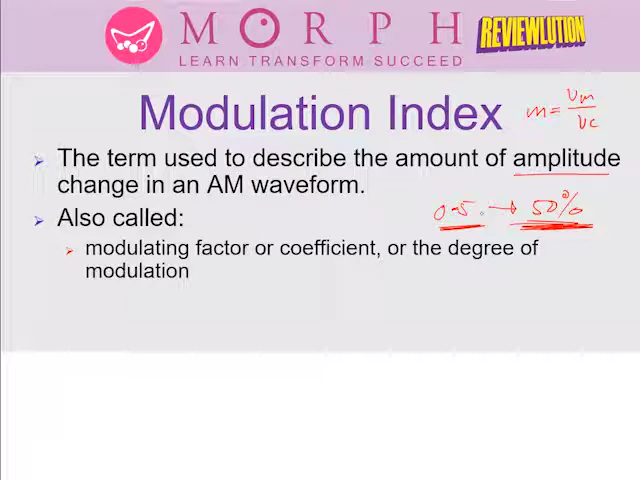 MORPH
REVIEWLUTION
LEARN TRANSFORM SUCCEED
Modulation Index
m = Vm/Vc
The term used to describe the amount of amplitude
change in an AM waveform.
Also called:
0.5 → 50%
modulating factor or coefficient, or the degree of
modulation